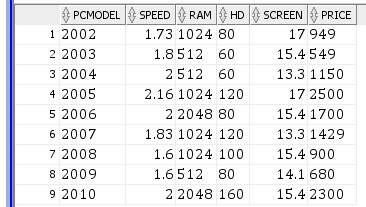 PCMODEL SPEED RAM HD SCREEN PRICE
1 2002 1.73 1024 80 17 949
2 2003 1.8 512 60 15.4 549
3 2004 2 512 60 13.3 1150
4 2005 2.16 1024 120 17 2500
5 2006 2 2048 80 15.4 1700
6 2007 1.83 1024 120 13.3 1429
7 2008 1.6 1024 100 15.4 900
8 2009 1.6 512 80 14.1 680
9 2010 2 2048 160 15.4 2300